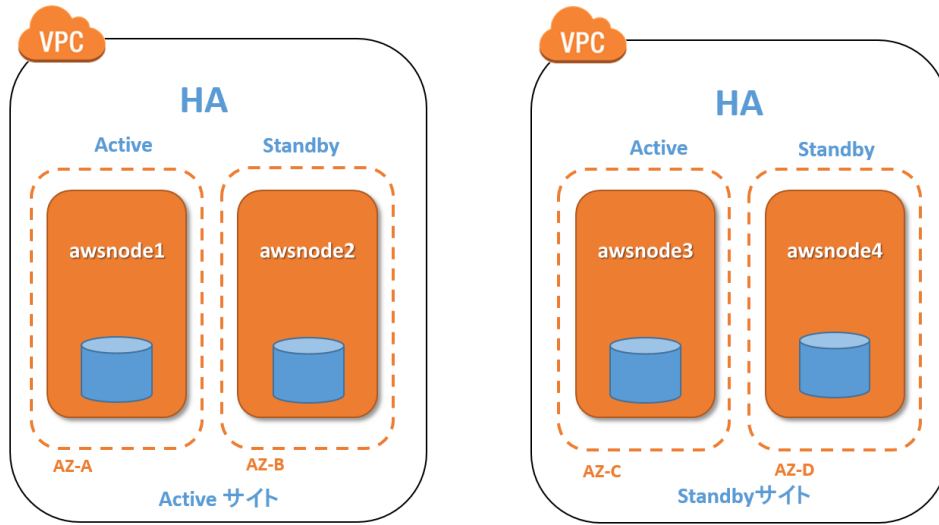 VPC
HA
Active
Standby
awsnode1
awsnode2
AZ-A
AZ-B
Active サイト
VPC
HA
Active
Standby
awsnode3
awsnode4
AZ-C
AZ-D
Standbyサイト